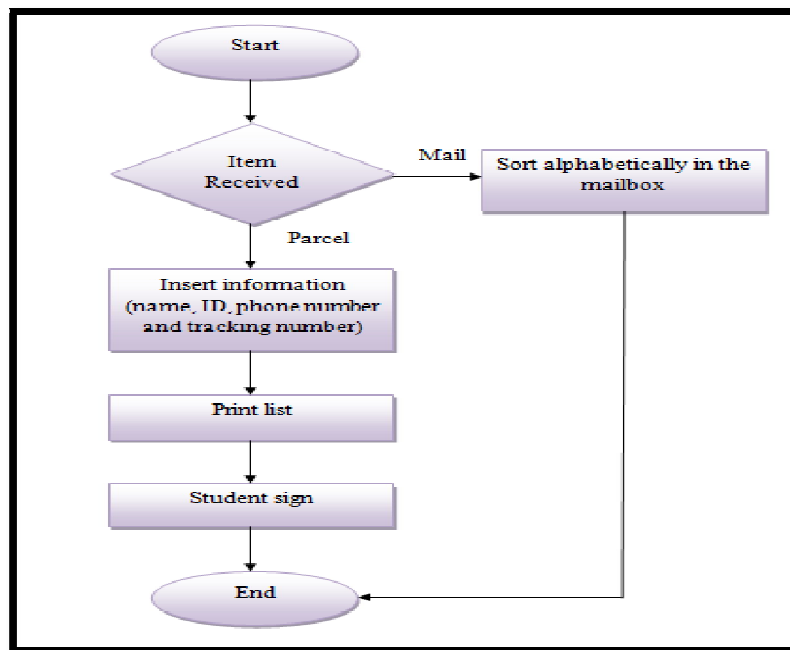 Start
Item
Received
Mail
Sort alphabetically in the
mailbox
Parcel
Insert information
(name, ID, phone number
and tracking number)
Print list
Student sign
End